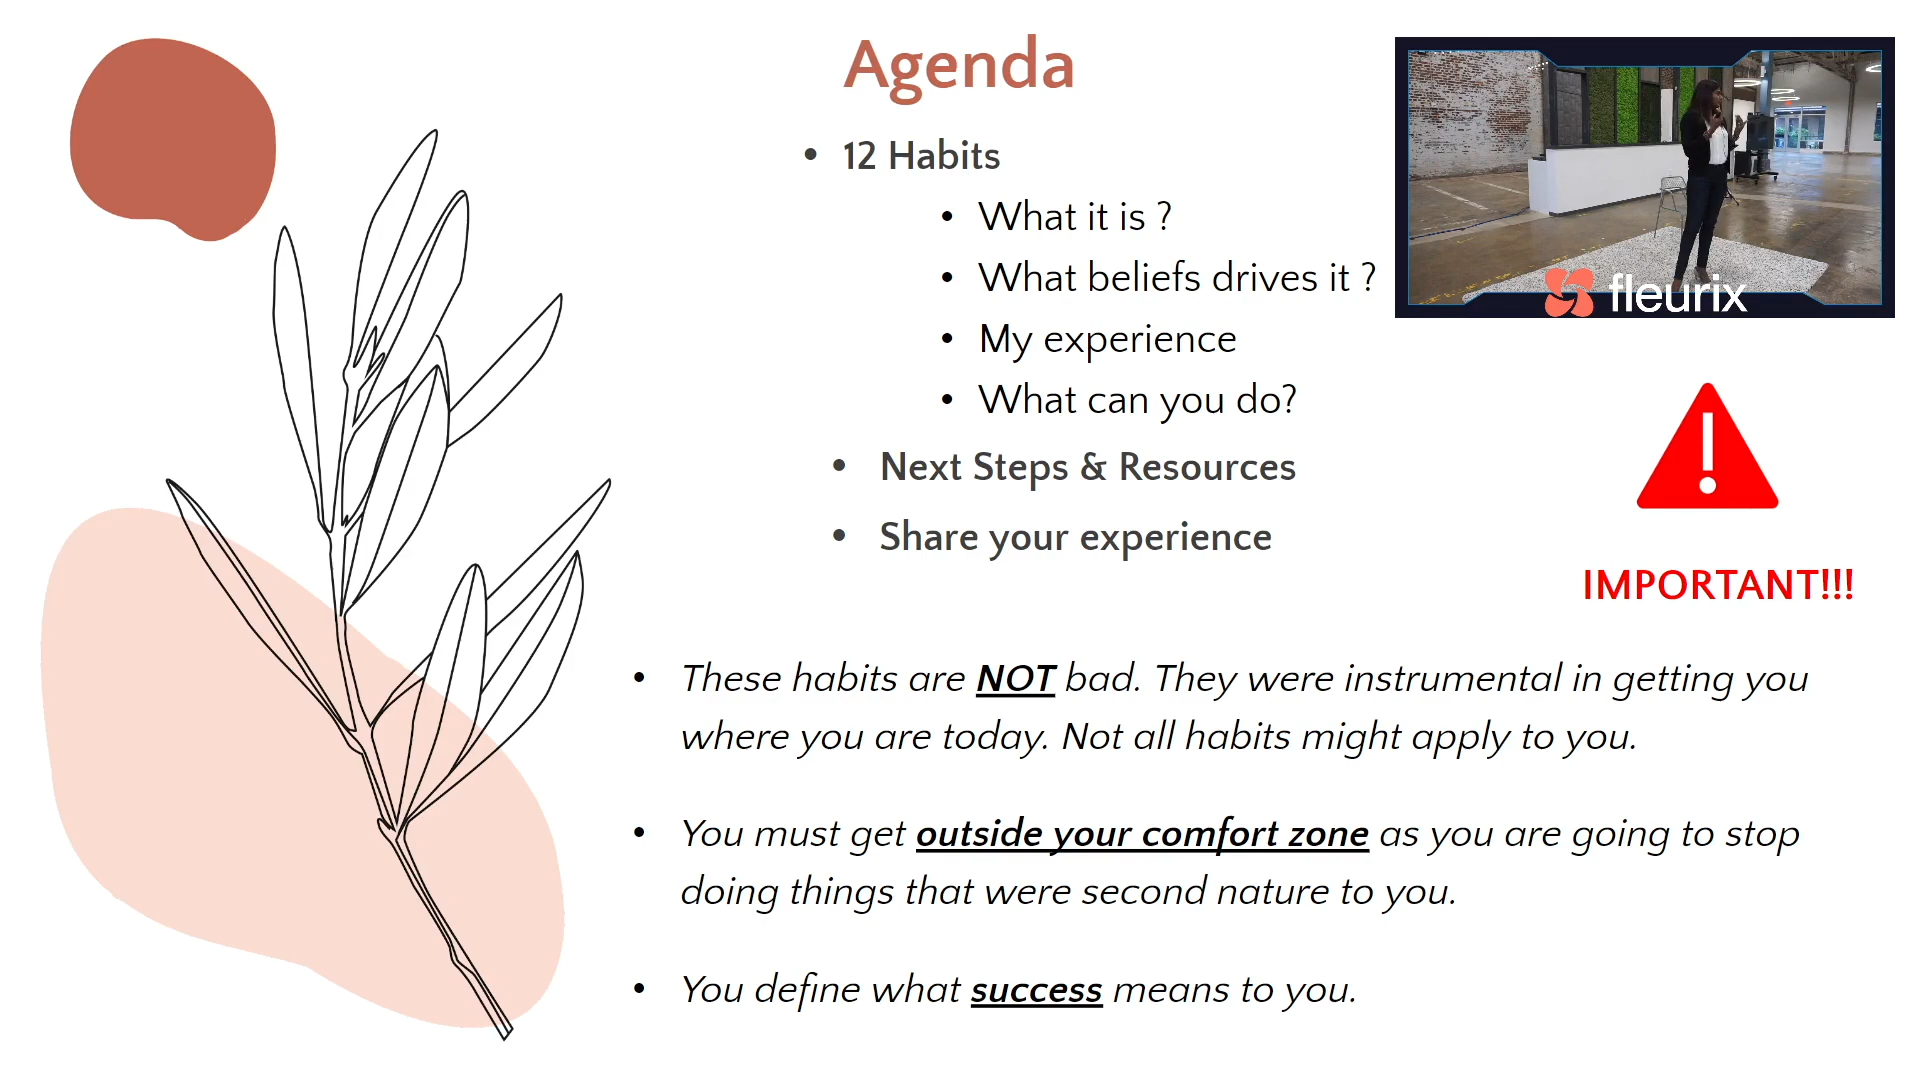 Agenda
• 12 Habits
• What it is ?
• What beliefs drives it ?
• My experience
• What can you do?
• Next Steps & Resources
• Share your experience
fleurix
IMPORTANT!!!
• These habits are NOT bad. They were instrumental in getting you
where you are today. Not all habits might apply to you.
• You must get outside your comfort zone as you are going to stop
doing things that were second nature to you.
• You define what success means to you.